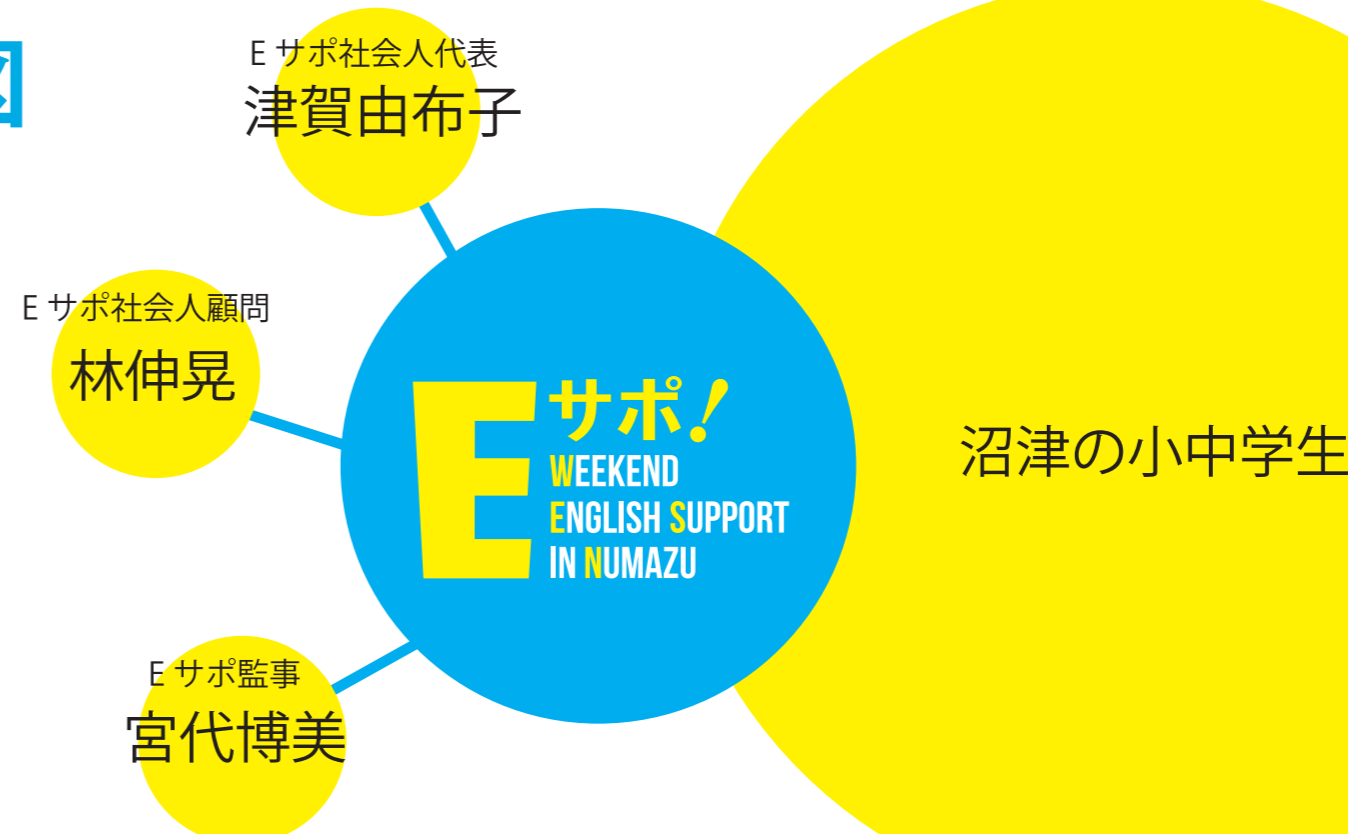 図
E サポ社会人代表
津賀由布子
E サポ社会人顧問
林伸晃
E サポ!
WEEKEND
ENGLISH SUPPORT
IN NUMAZU
沼津の小中学生
E サポ監事
宮代博美